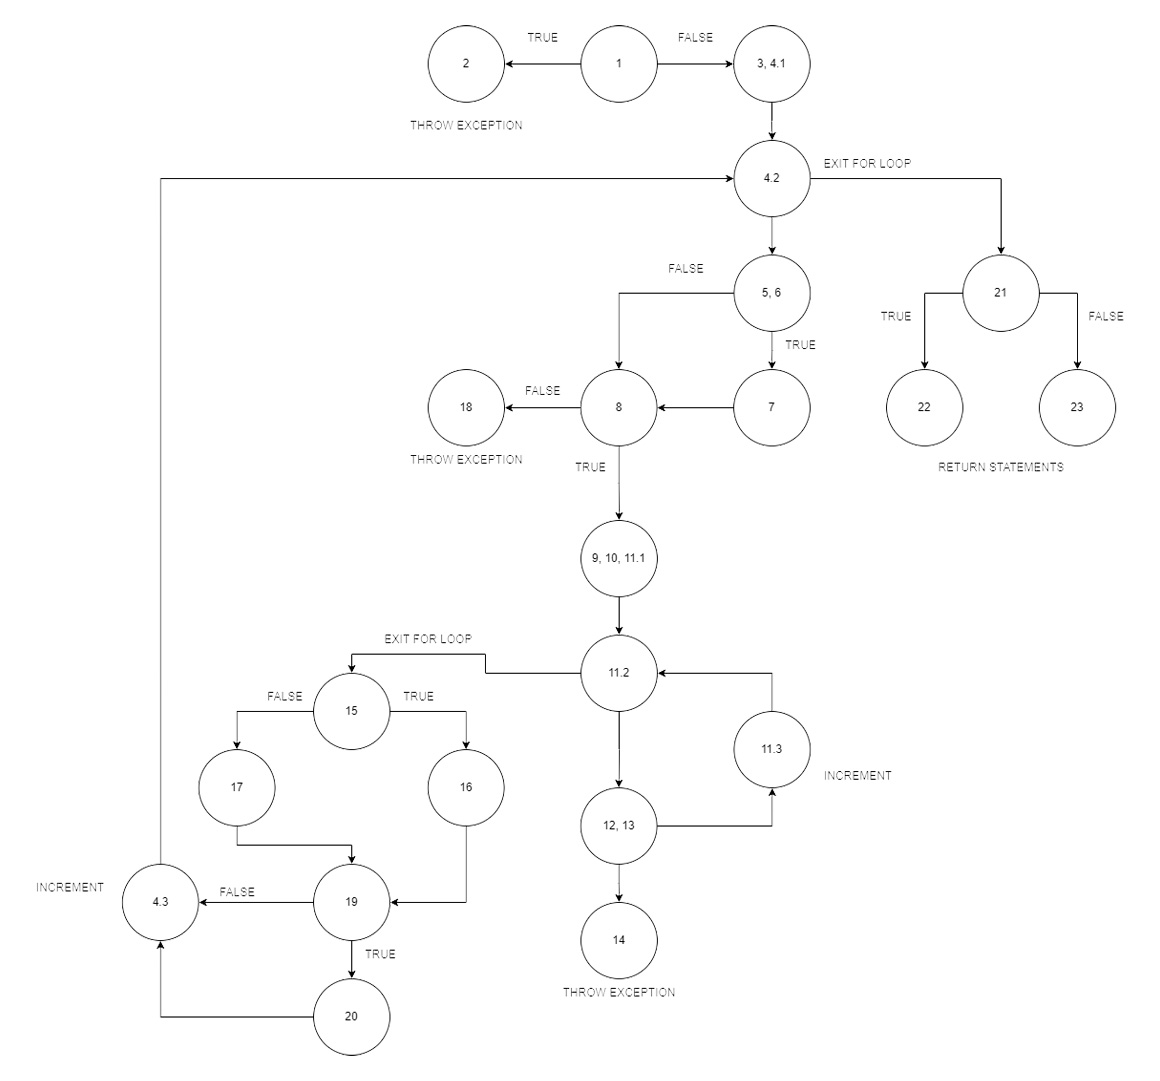 TRUE
FALSE
2
1
3, 4.1
THROW EXCEPTION
EXIT FOR LOOP
4.2
FALSE
5, 6
21
TRUE
FALSE
TRUE
FALSE
18
8
7
22
23
THROW EXCEPTION
TRUE
RETURN STATEMENTS
9, 10, 11.1
EXIT FOR LOOP
11.2
FALSE
TRUE
15
11.3
INCREMENT
17
16
12, 13
INCREMENT
FALSE
4.3
19
14
TRUE
THROW EXCEPTION
20